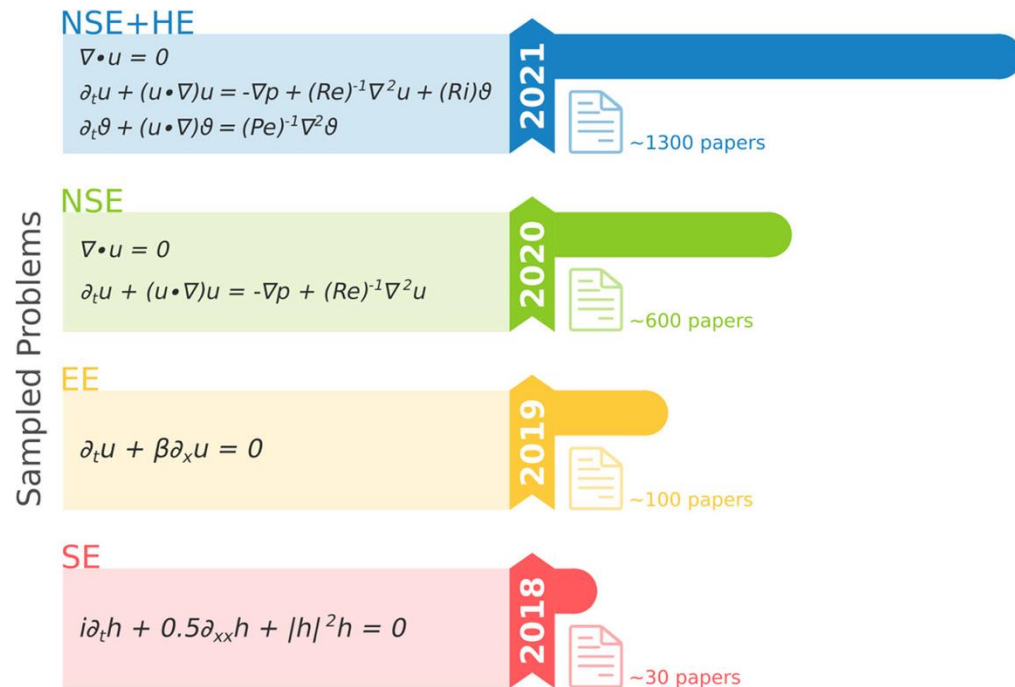 NSE+HE
∇•u = 0
∂ₜu + (u•∇)u = -∇p + (Re)⁻¹∇²u + (Ri)ϑ
∂ₜϑ + (u•∇)ϑ = (Pe)⁻¹∇²ϑ
2021
~1300 papers
Sampled Problems
NSE
∇•u = 0
∂ₜu + (u•∇)u = -∇p + (Re)⁻¹∇²u
2020
~600 papers
EE
∂ₜu + β∂ₓu = 0
2019
~100 papers
SE
i∂ₜh + 0.5∂ₓₓh + |h|²h = 0
2018
~30 papers